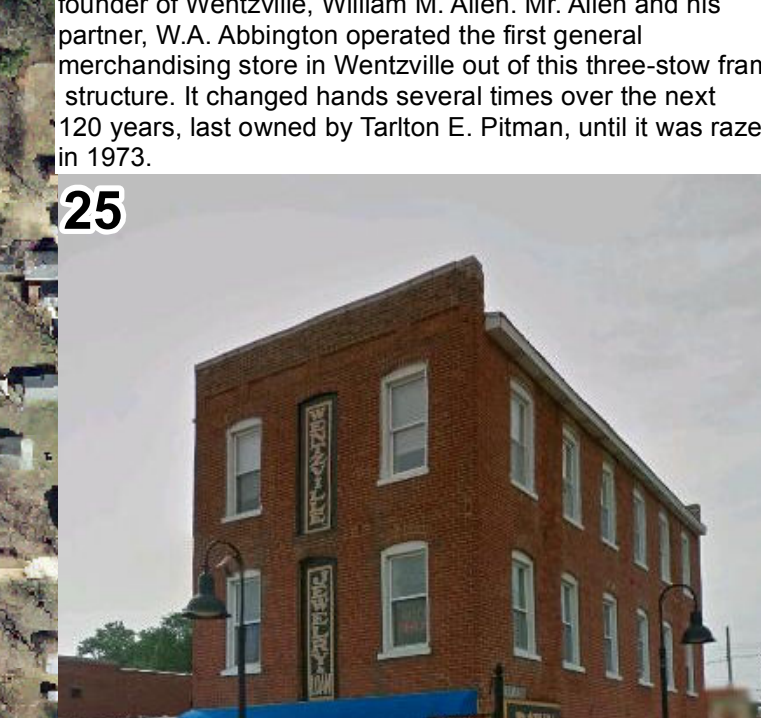 founder of Wentzville, William M. Allen. Mr. Allen and his
partner, W.A. Abbington operated the first general
merchandising store in Wentzville out of this three-stow fram
structure. It changed hands several times over the next
120 years, last owned by Tarlton E. Pitman, until it was raze
in 1973.
25
WENTZVILLE
JEWELRY
LOAN